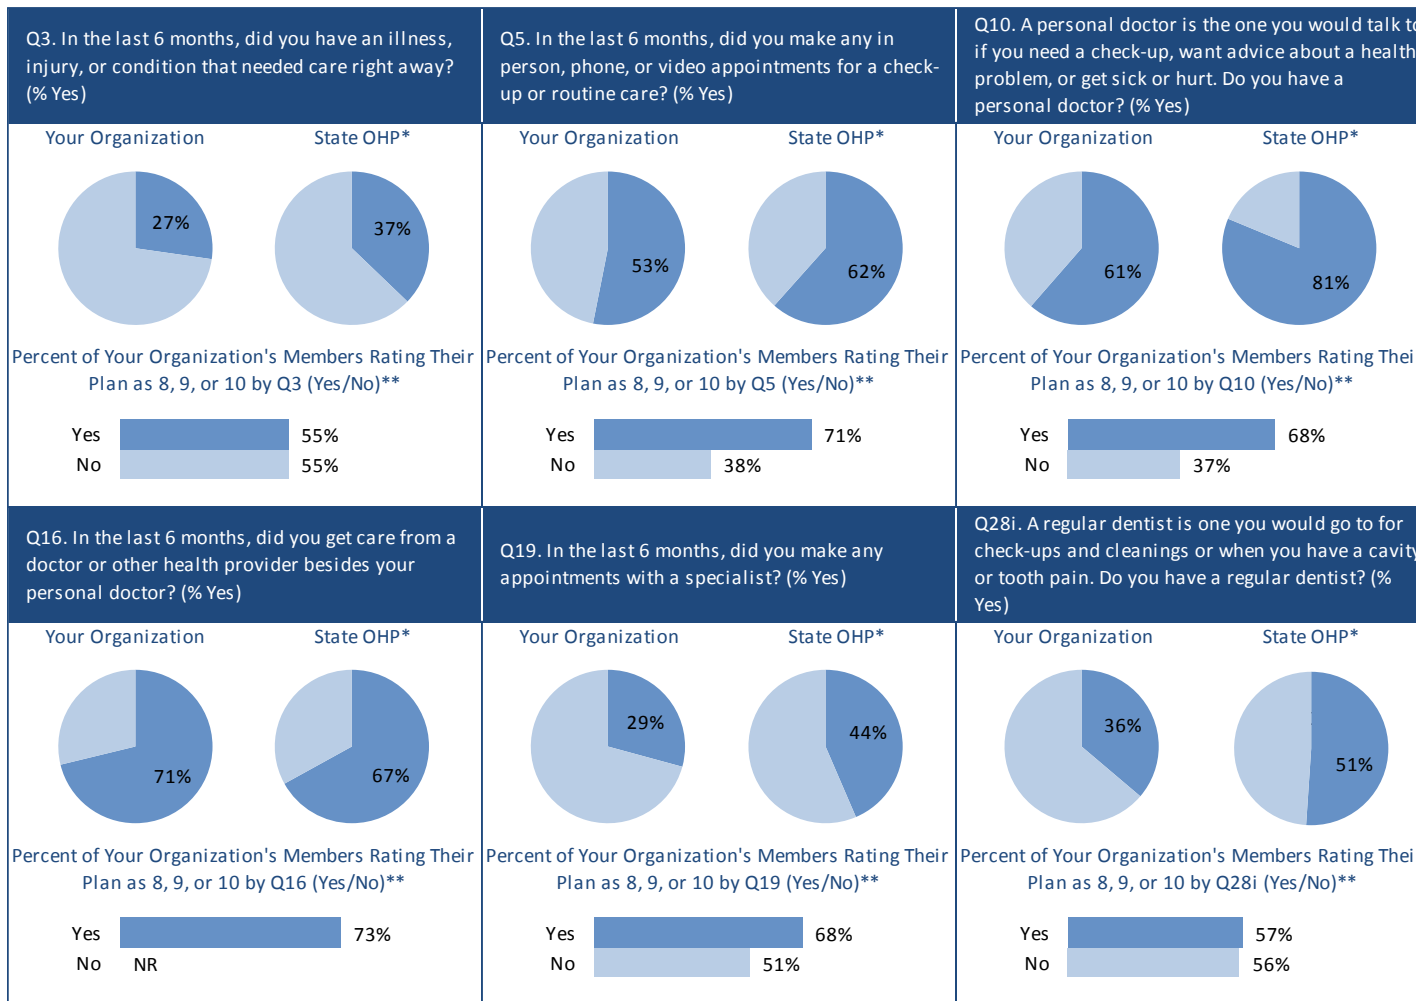 Q3. In the last 6 months, did you have an illness,
injury, or condition that needed care right away?
(% Yes)
Q5. In the last 6 months, did you make any in
person, phone, or video appointments for a check-
up or routine care? (% Yes)
Q10. A personal doctor is the one you would talk to
if you need a check-up, want advice about a health
problem, or get sick or hurt. Do you have a
personal doctor? (% Yes)
Your Organization
State OHP*
27%
37%
Percent of Your Organization's Members Rating Their
Plan as 8, 9, or 10 by Q3 (Yes/No)**
Yes 55%
No 55%
Your Organization
State OHP*
53%
62%
Percent of Your Organization's Members Rating Their
Plan as 8, 9, or 10 by Q5 (Yes/No)**
Yes 71%
No 38%
Your Organization
State OHP*
61%
81%
Percent of Your Organization's Members Rating Thei
Plan as 8, 9, or 10 by Q10 (Yes/No)**
Yes 68%
No 37%
Q16. In the last 6 months, did you get care from a
doctor or other health provider besides your
personal doctor? (% Yes)
Q19. In the last 6 months, did you make any
appointments with a specialist? (% Yes)
Q28i. A regular dentist is one you would go to for
check-ups and cleanings or when you have a cavity
or tooth pain. Do you have a regular dentist? (%
Yes)
Your Organization
State OHP*
71%
67%
Percent of Your Organization's Members Rating Their
Plan as 8, 9, or 10 by Q16 (Yes/No)**
Yes 73%
No NR
Your Organization
State OHP*
29%
44%
Percent of Your Organization's Members Rating Their
Plan as 8, 9, or 10 by Q19 (Yes/No)**
Yes 68%
No 51%
Your Organization
State OHP*
36%
51%
Percent of Your Organization's Members Rating Thei
Plan as 8, 9, or 10 by Q28i (Yes/No)**
Yes 57%
No 56%